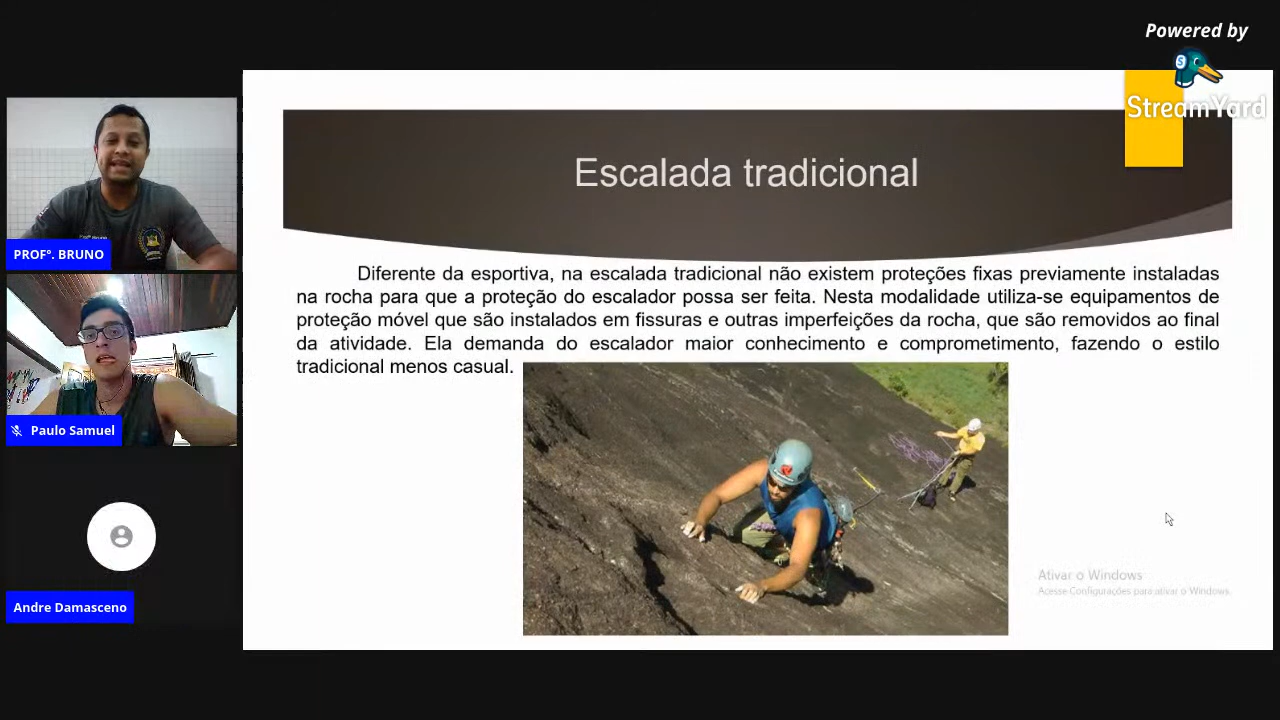 Powered by
StreamYard
Escalada tradicional
Diferente da esportiva, na escalada tradicional não existem proteções fixas previamente instaladas
na rocha para que a proteção do escalador possa ser feita. Nesta modalidade utiliza-se equipamentos de
proteção móvel que são instalados em fissuras e outras imperfeições da rocha, que são removidos ao final
da atividade. Ela demanda do escalador maior conhecimento e comprometimento, fazendo o estilo
tradicional menos casual.
PROFº. BRUNO
Paulo Samuel
Andre Damasceno
Ativar o Windows
Acesse Configurações para ativar o Windows.